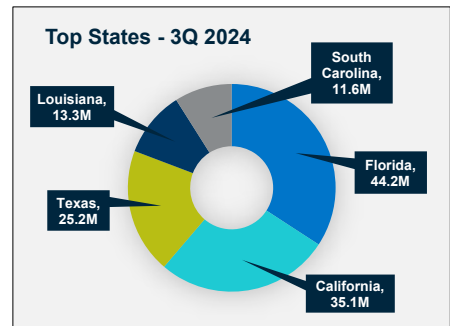 Top States - 3Q 2024
South
Carolina,
11.6M
Louisiana,
13.3M
Florida,
44.2M
Texas,
25.2M
California,
35.1M